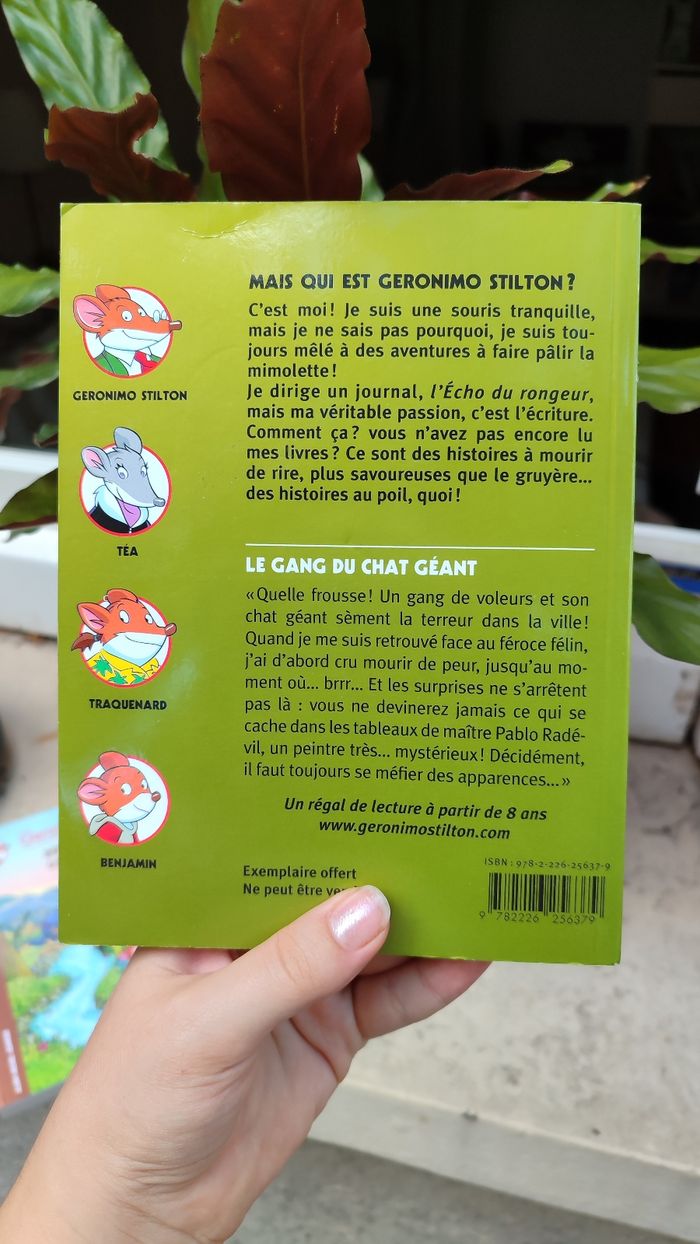 MAIS QUI EST GERONIMO STILTON ?
C'est moi ! Je suis une souris tranquille,
mais je ne sais pas pourquoi, je suis tou-
jours mêlé à des aventures à faire pâlir la
mimolette !
Je dirige un journal, l'Écho du rongeur,
mais ma véritable passion, c'est l'écriture.
Comment ça ? vous n'avez pas encore lu
mes livres ? Ce sont des histoires à mourir
de rire, plus savoureuses que le gruyère...
des histoires au poil, quoi !
GERONIMO STILTON
TÉA
TRAQUENARD
BENJAMIN
LE GANG DU CHAT GÉANT
« Quelle frousse ! Un gang de voleurs et son
chat géant sèment la terreur dans la ville !
Quand je me suis retrouvé face au féroce félin,
j'ai d'abord cru mourir de peur, jusqu'au mo-
ment où... brrr... Et les surprises ne s'arrêtent
pas là : vous ne devinerez jamais ce qui se
cache dans les tableaux de maître Pablo Radé-
vil, un peintre très... mystérieux ! Décidément,
il faut toujours se méfier des apparences... »
Un régal de lecture à partir de 8 ans
www.geronimostilton.com
Exemplaire offert
Ne peut être
ISBN : 978-2-226-25637-9
9 782226 256379